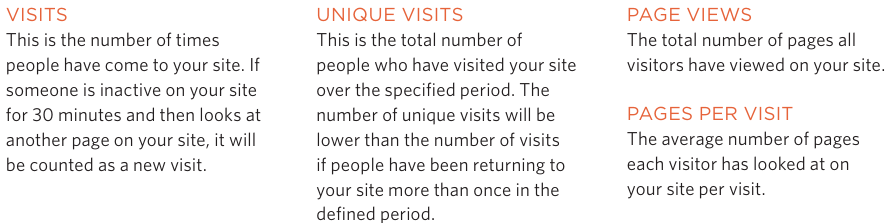 VISITS
This is the number of times
people have come to your site. If
someone is inactive on your site
for 30 minutes and then looks at
another page on your site, it will
be counted as a new visit.
UNIQUE VISITS
This is the total number of
people who have visited your site
over the specified period. The
number of unique visits will be
lower than the number of visits
if people have been returning to
your site more than once in the
defined period.
PAGE VIEWS
The total number of pages all
visitors have viewed on your site.
PAGES PER VISIT
The average number of pages
each visitor has looked at on
your site per visit.